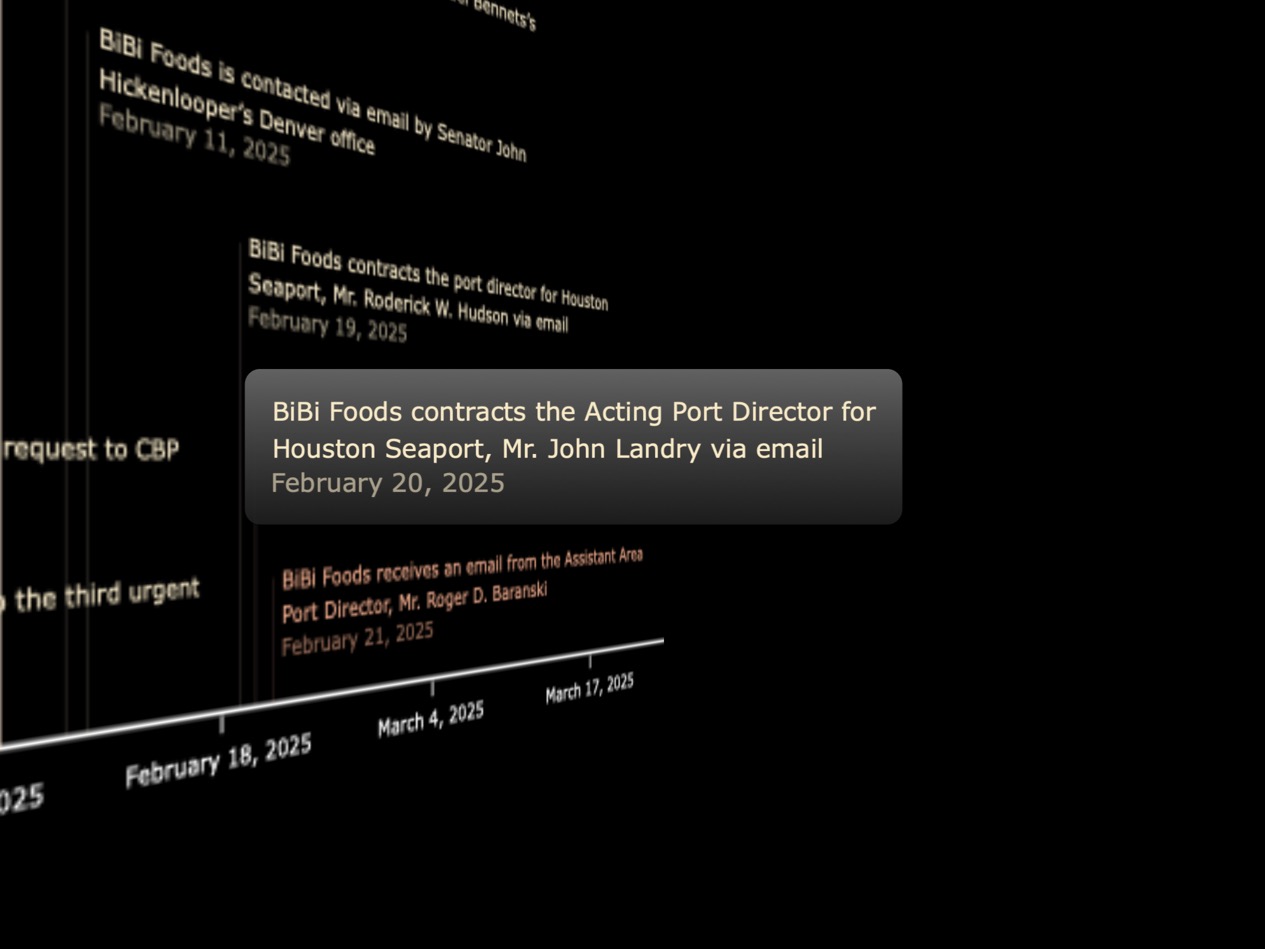 Bennets's
BiBi Foods is contacted via email by Senator John
Hickenlooper's Denver office
February 11, 2025
BiBi Foods contracts the port director for Houston
Seaport, Mr. Roderick W. Hudson via email
February 19, 2025
request to CBP
BiBi Foods contracts the Acting Port Director for
Houston Seaport, Mr. John Landry via email
February 20, 2025
the third urgent
BiBi Foods receives an email from the Assistant Area
Port Director, Mr. Roger D. Baranski
February 21, 2025
025
February 18, 2025
March 4, 2025
March 17, 2025